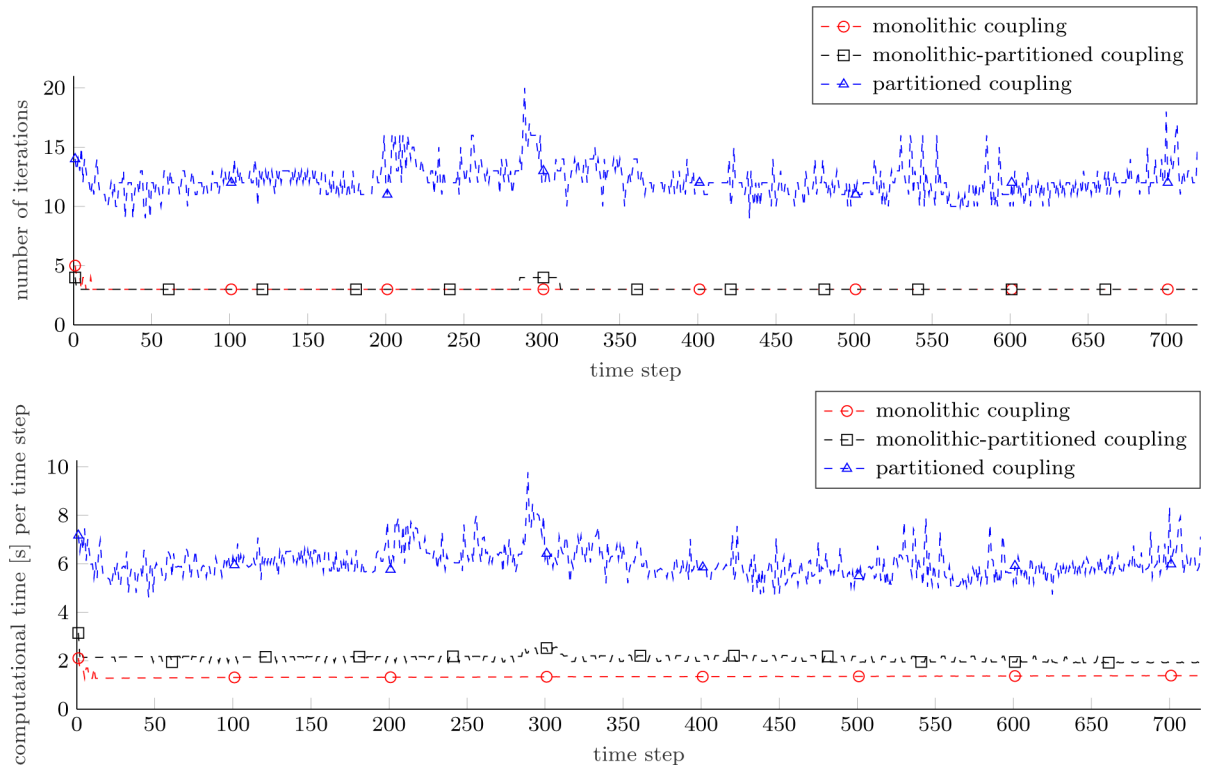 monolithic coupling
monolithic-partitioned coupling
partitioned coupling
number of iterations
20
15
10
5
0
0 50 100 150 200 250 300 350 400 450 500 550 600 650 700
time step
monolithic coupling
monolithic-partitioned coupling
partitioned coupling
computational time [s] per time step
10
8
6
4
2
0
0 50 100 150 200 250 300 350 400 450 500 550 600 650 700
time step